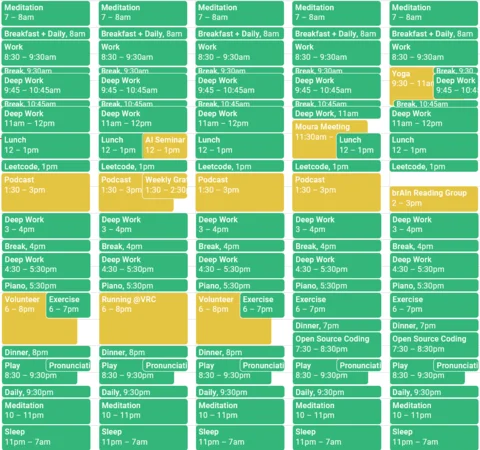 Meditation
7 – 8am
Breakfast + Daily, 8am
Work
8:30 – 9:30am
Break, 9:30am
Deep Work
9:45 – 10:45am
Break, 10:45am
Deep Work
11am – 12pm
Lunch
12 – 1pm
Leetcode, 1pm
Podcast
1:30 – 3pm
Deep Work
3 – 4pm
Break, 4pm
Deep Work
4:30 – 5:30pm
Piano, 5:30pm
Volunteer
6 – 8pm
Exercise
6 – 7pm
Dinner, 8pm
Play
8:30 – 9:30pm
Pronunciati
Daily, 9:30pm
Meditation
10 – 11pm
Sleep
11pm – 7am
Meditation
7 – 8am
Breakfast + Daily, 8am
Work
8:30 – 9:30am
Break, 9:30am
Deep Work
9:45 – 10:45am
Break, 10:45am
Deep Work
11am – 12pm
Lunch
12 – 1pm
AI Seminar
12 – 1pm
Leetcode, 1pm
Podcast
1:30 – 3pm
Weekly Gra
1:30 – 2:30
Deep Work
3 – 4pm
Break, 4pm
Deep Work
4:30 – 5:30pm
Piano, 5:30pm
Running @VRC
6 – 8pm
Dinner, 8pm
Play
8:30 – 9:30pm
Pronunciati
Daily, 9:30pm
Meditation
10 – 11pm
Sleep
11pm – 7am
Meditation
7 – 8am
Breakfast + Daily, 8am
Work
8:30 – 9:30am
Break, 9:30am
Deep Work
9:45 – 10:45am
Break, 10:45am
Deep Work
11am – 12pm
Lunch
12 – 1pm
Leetcode, 1pm
Podcast
1:30 – 3pm
Deep Work
3 – 4pm
Break, 4pm
Deep Work
4:30 – 5:30pm
Piano, 5:30pm
Volunteer
6 – 8pm
Exercise
6 – 7pm
Dinner, 8pm
Play
8:30 – 9:30pm
Pronunciati
Daily, 9:30pm
Meditation
10 – 11pm
Sleep
11pm – 7am
Meditation
7 – 8am
Breakfast + Daily, 8am
Work
8:30 – 9:30am
Break, 9:30am
Deep Work
9:45 – 10:45am
Break, 10:45am
Deep Work, 11am
Moura Meeting
11:30am –
Lunch
12 – 1pm
Leetcode, 1pm
Podcast
1:30 – 3pm
Deep Work
3 – 4pm
Break, 4pm
Deep Work
4:30 – 5:30pm
Piano, 5:30pm
Exercise
6 – 7pm
Dinner, 7pm
Open Source Coding
7:30 – 8:30pm
Play
8:30 – 9:30pm
Pronunciati
Daily, 9:30pm
Meditation
10 – 11pm
Sleep
11pm – 7am
Meditation
7 – 8am
Breakfast + Daily, 8am
Work
8:30 – 9:30am
Yoga
9:30 – 11am
Break, 9:30
Deep Work
9:45 – 10:4
Break, 10:45am
Deep Work
11am – 12pm
Lunch
12 – 1pm
Leetcode, 1pm
brAIn Reading Group
2 – 3pm
Deep Work
3 – 4pm
Break, 4pm
Deep Work
4:30 – 5:30pm
Piano, 5:30pm
Exercise
6 – 7pm
Dinner, 7pm
Open Source Coding
7:30 – 8:30pm
Play
8:30 – 9:30pm
Pronunciati
Daily, 9:30pm
Meditation
10 – 11pm
Sleep
11pm – 7am